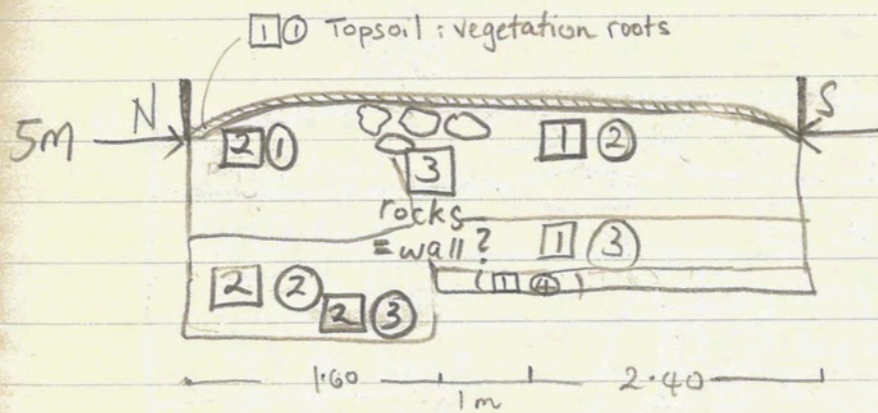 1 1 Topsoil : vegetation roots
N S
5M
2 1 1 2
3
rocks
= wall? 1 3
2 2 (1 4)
2 3
1.60 2.40
1m